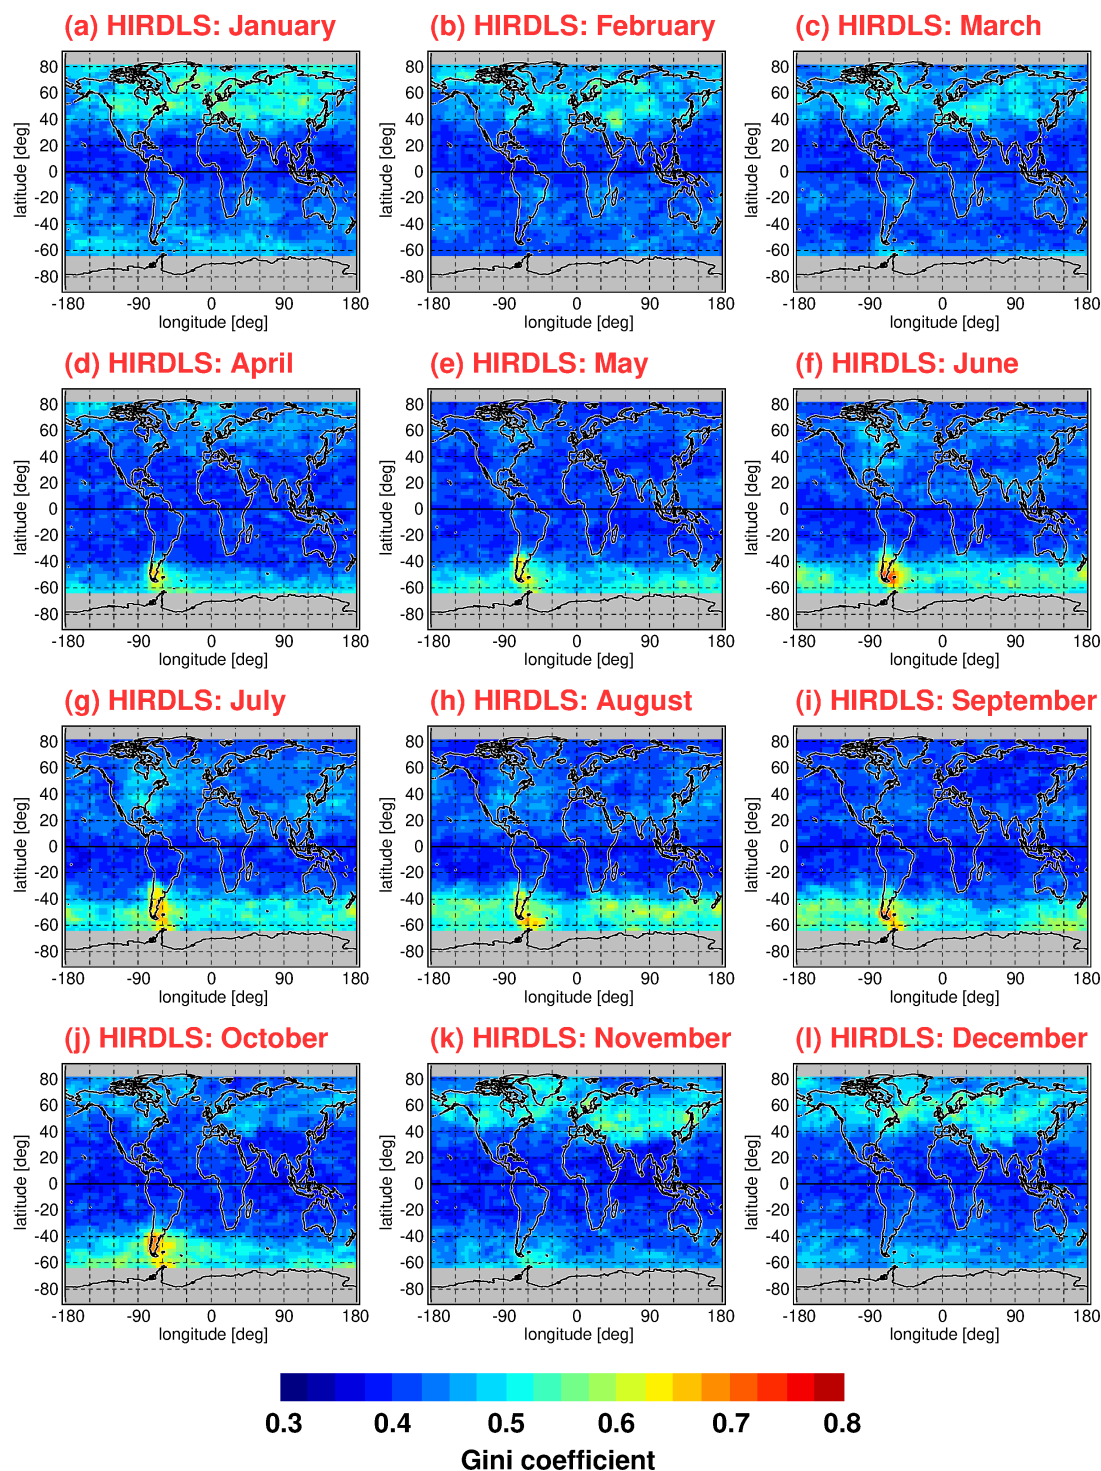 (a) HIRDLS: January (b) HIRDLS: February (c) HIRDLS: March
80 80 80
60 60 60
40 40 40
20 20 20
0 0 0
-20 -20 -20
-40 -40 -40
-60 -60 -60
-80 -80 -80
latitude [deg] latitude [deg] latitude [deg]
-180 -90 0 90 180 -180 -90 0 90 180 -180 -90 0 90 180
longitude [deg] longitude [deg] longitude [deg]
(d) HIRDLS: April (e) HIRDLS: May (f) HIRDLS: June
80 80 80
60 60 60
40 40 40
20 20 20
0 0 0
-20 -20 -20
-40 -40 -40
-60 -60 -60
-80 -80 -80
latitude [deg] latitude [deg] latitude [deg]
-180 -90 0 90 180 -180 -90 0 90 180 -180 -90 0 90 180
longitude [deg] longitude [deg] longitude [deg]
(g) HIRDLS: July (h) HIRDLS: August (i) HIRDLS: September
80 80 80
60 60 60
40 40 40
20 20 20
0 0 0
-20 -20 -20
-40 -40 -40
-60 -60 -60
-80 -80 -80
latitude [deg] latitude [deg] latitude [deg]
-180 -90 0 90 180 -180 -90 0 90 180 -180 -90 0 90 180
longitude [deg] longitude [deg] longitude [deg]
(j) HIRDLS: October (k) HIRDLS: November (l) HIRDLS: December
80 80 80
60 60 60
40 40 40
20 20 20
0 0 0
-20 -20 -20
-40 -40 -40
-60 -60 -60
-80 -80 -80
latitude [deg] latitude [deg] latitude [deg]
-180 -90 0 90 180 -180 -90 0 90 180 -180 -90 0 90 180
longitude [deg] longitude [deg] longitude [deg]
0.3 0.4 0.5 0.6 0.7 0.8
Gini coefficient